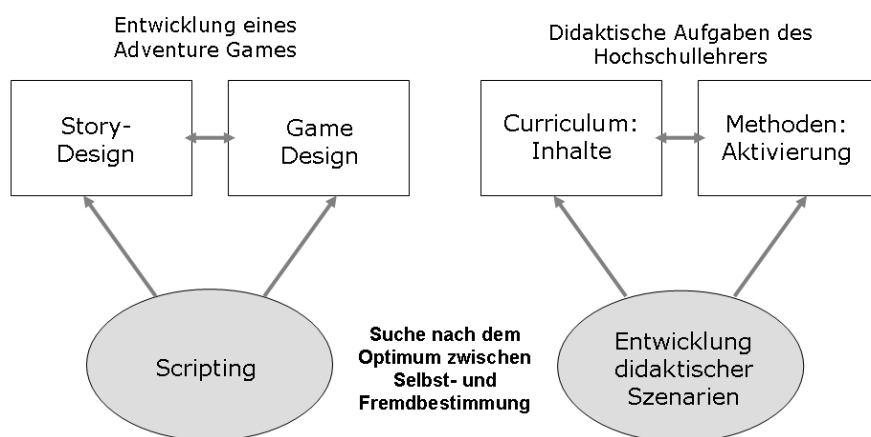 Entwicklung eines
Adventure Games
Story-
Design
Game
Design
Scripting
Suche nach dem
Optimum zwischen
Selbst- und
Fremdbestimmung
Didaktische Aufgaben des
Hochschullehrers
Curriculum:
Inhalte
Methoden:
Aktivierung
Entwicklung
didaktischer
Szenarien